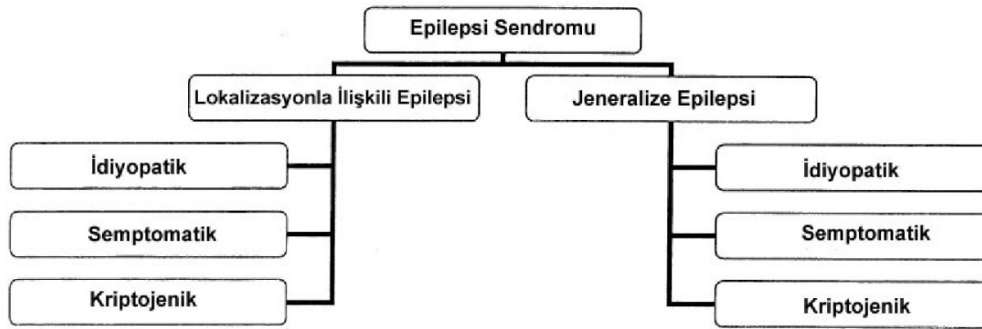 Epilepsi Sendromu
Lokalizasyonla İlişkili Epilepsi
Jeneralize Epilepsi
İdiyopatik
Semptomatik
Kriptojenik
İdiyopatik
Semptomatik
Kriptojenik